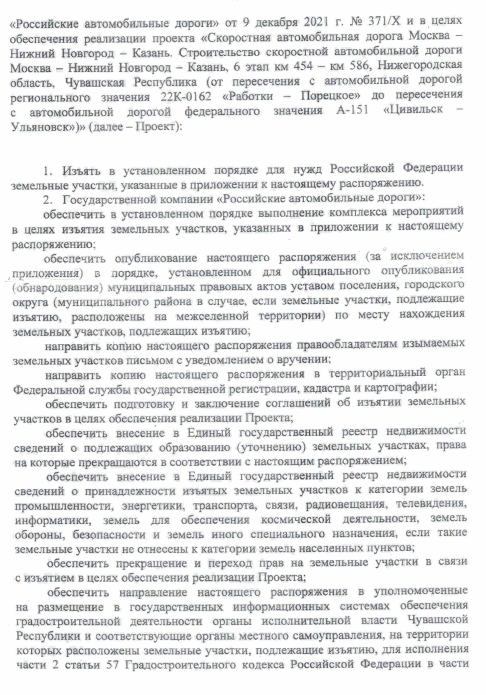 «Российские автомобильные дороги» от 9 декабря 2021 г. № 371/Х и в целях
обеспечения реализации проекта «Скоростная автомобильная дорога Москва –
Нижний Новгород – Казань. Строительство скоростной автомобильной дороги
Москва – Нижний Новгород – Казань, 6 этап км 454 – км 586, Нижегородская
область, Чувашская Республика (от пересечения с автомобильной дорогой
регионального значения 22К-0162 «Работки – Порецкое» до пересечения
с автомобильной дорогой федерального значения А-151 «Цивильск –
Ульяновск»)» (далее – Проект):
1. Изъять в установленном порядке для нужд Российской Федерации
земельные участки, указанные в приложении к настоящему распоряжению.
2. Государственной компании «Российские автомобильные дороги»:
обеспечить в установленном порядке выполнение комплекса мероприятий
в целях изъятия земельных участков, указанных в приложении к настоящему
распоряжению;
обеспечить опубликование настоящего распоряжения (за исключением
приложения) в порядке, установленном для официального опубликования
(обнародования) муниципальных правовых актов уставом поселения, городского
округа (муниципального района в случае, если земельные участки, подлежащие
изъятию, расположены на межселенной территории) по месту нахождения
земельных участков, подлежащих изъятию;
направить копию настоящего распоряжения правообладателям изымаемых
земельных участков письмом с уведомлением о вручении;
направить копию настоящего распоряжения в территориальный орган
Федеральной службы государственной регистрации, кадастра и картографии;
обеспечить подготовку и заключение соглашений об изъятии земельных
участков в целях обеспечения реализации Проекта;
обеспечить внесение в Единый государственный реестр недвижимости
сведений о подлежащих образованию (уточнению) земельных участках, права
на которые прекращаются в соответствии с настоящим распоряжением;
обеспечить внесение в Единый государственный реестр недвижимости
сведений о принадлежности изъятых земельных участков к категории земель
промышленности, энергетики, транспорта, связи, радиовещания, телевидения,
информатики, земель для обеспечения космической деятельности, земель
обороны, безопасности и земель иного специального назначения, если такие
земельные участки не отнесены к категории земель населенных пунктов;
обеспечить прекращение и переход прав на земельные участки в связи
с изъятием в целях обеспечения реализации Проекта;
обеспечить направление настоящего распоряжения в уполномоченные
на размещение в государственных информационных системах обеспечения
градостроительной деятельности органы исполнительной власти Чувашской
Республики и соответствующие органы местного самоуправления, на территории
которых расположены земельные участки, подлежащие изъятию, для исполнения
части 2 статьи 57 Градостроительного кодекса Российской Федерации в части